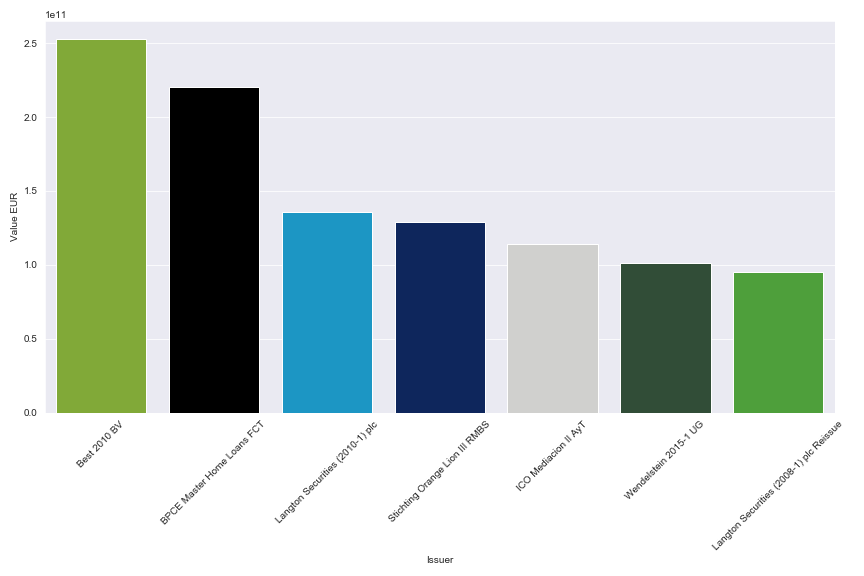 1e11
2.5
2.0
1.5
1.0
0.5
0.0
Value EUR
Best 2010 BV
BPCE Master Home Loans FCT
Langton Securities (2010-1) plc
Stichting Orange Lion III RMBS
ICO Mediacion II AyT
Wendelstein 2015-1 UG
Langton Securities (2008-1) plc Reissue
Issuer